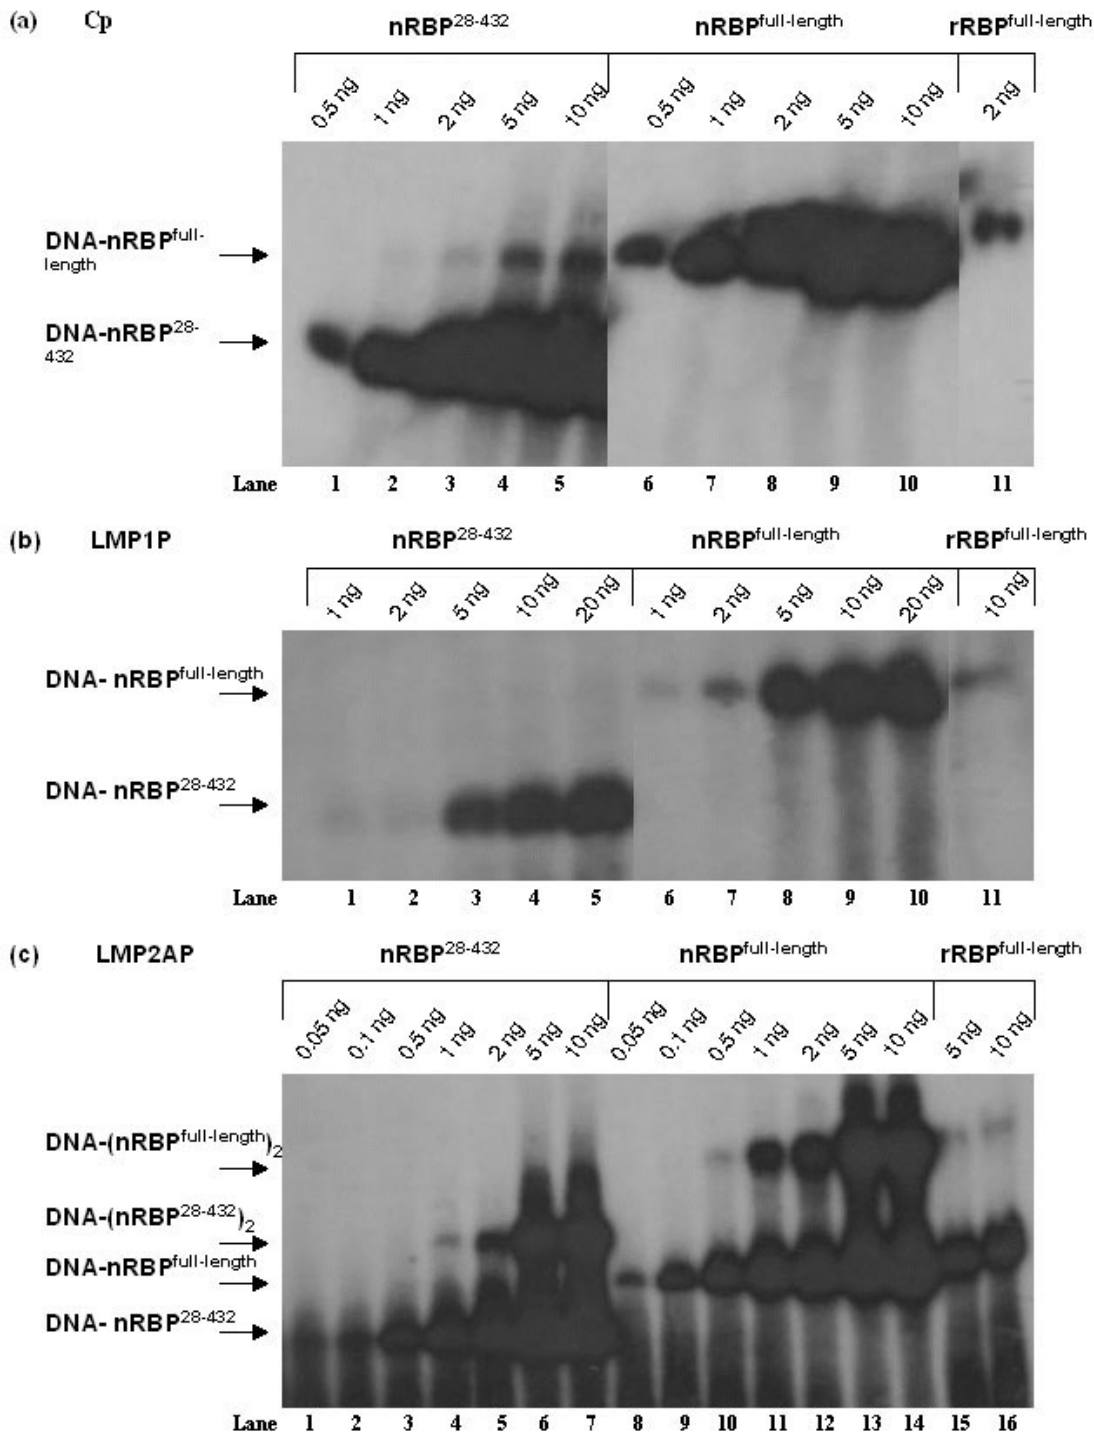 (a) Cp
nRBP28-432 nRBPfull-length rRBPfull-length
0.5 ng 1 ng 2 ng 5 ng 10 ng 0.5 ng 1 ng 2 ng 5 ng 10 ng 2 ng
DNA-nRBPfull-
length
DNA-nRBP28-
432
Lane 1 2 3 4 5 6 7 8 9 10 11
(b) LMP1P
nRBP28-432 nRBPfull-length rRBPfull-length
1 ng 2 ng 5 ng 10 ng 20 ng 1 ng 2 ng 5 ng 10 ng 20 ng 10 ng
DNA- nRBPfull-length
DNA- nRBP28-432
Lane 1 2 3 4 5 6 7 8 9 10 11
(c) LMP2AP
nRBP28-432 nRBPfull-length rRBPfull-length
0.05 ng 0.1 ng 0.5 ng 1 ng 2 ng 5 ng 10 ng 0.05 ng 0.1 ng 0.5 ng 1 ng 2 ng 5 ng 10 ng 5 ng 10 ng
DNA-(nRBPfull-length)2
DNA-(nRBP28-432)2
DNA-nRBPfull-length
DNA- nRBP28-432
Lane 1 2 3 4 5 6 7 8 9 10 11 12 13 14 15 16